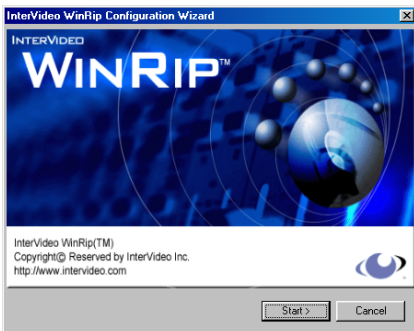 InterVideo WinRip Configuration Wizard
INTERVIDEO
WINRIP™
InterVideo WinRip(TM)
Copyright© Reserved by InterVideo Inc.
http://www.intervideo.com
Start >
Cancel